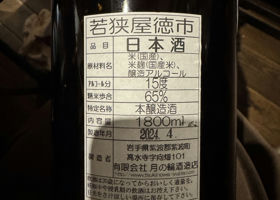 若狭屋徳市
品目 日本酒
原材料名 米(国産)、
米麹(国産米)、
醸造アルコール
アルコール分 15度
精米歩合 65%
特定名称 本醸造酒
内容量 1800ml
製造年月 2024.4
製造者 岩手県紫波郡紫波町
高水寺字向畑101
有限会社 月の輪酒造店